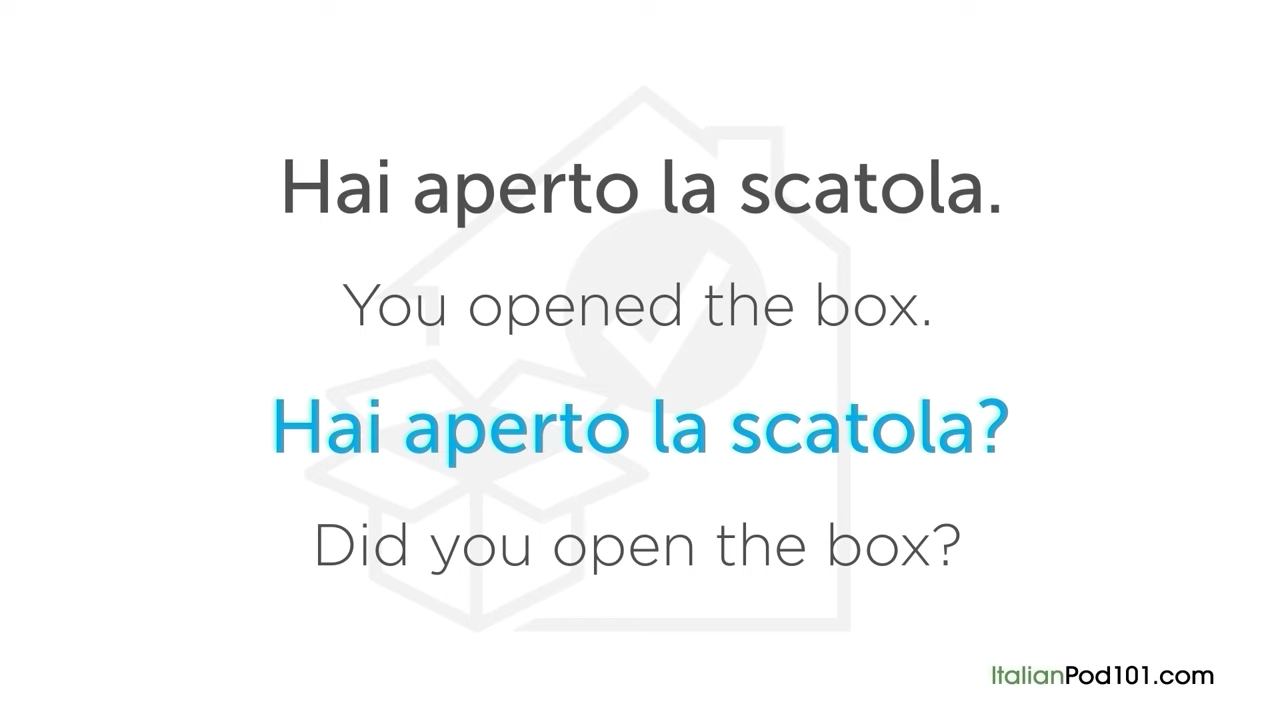 Hai aperto la scatola.
You opened the box.
Hai aperto la scatola?
Did you open the box?
ItalianPod101.com